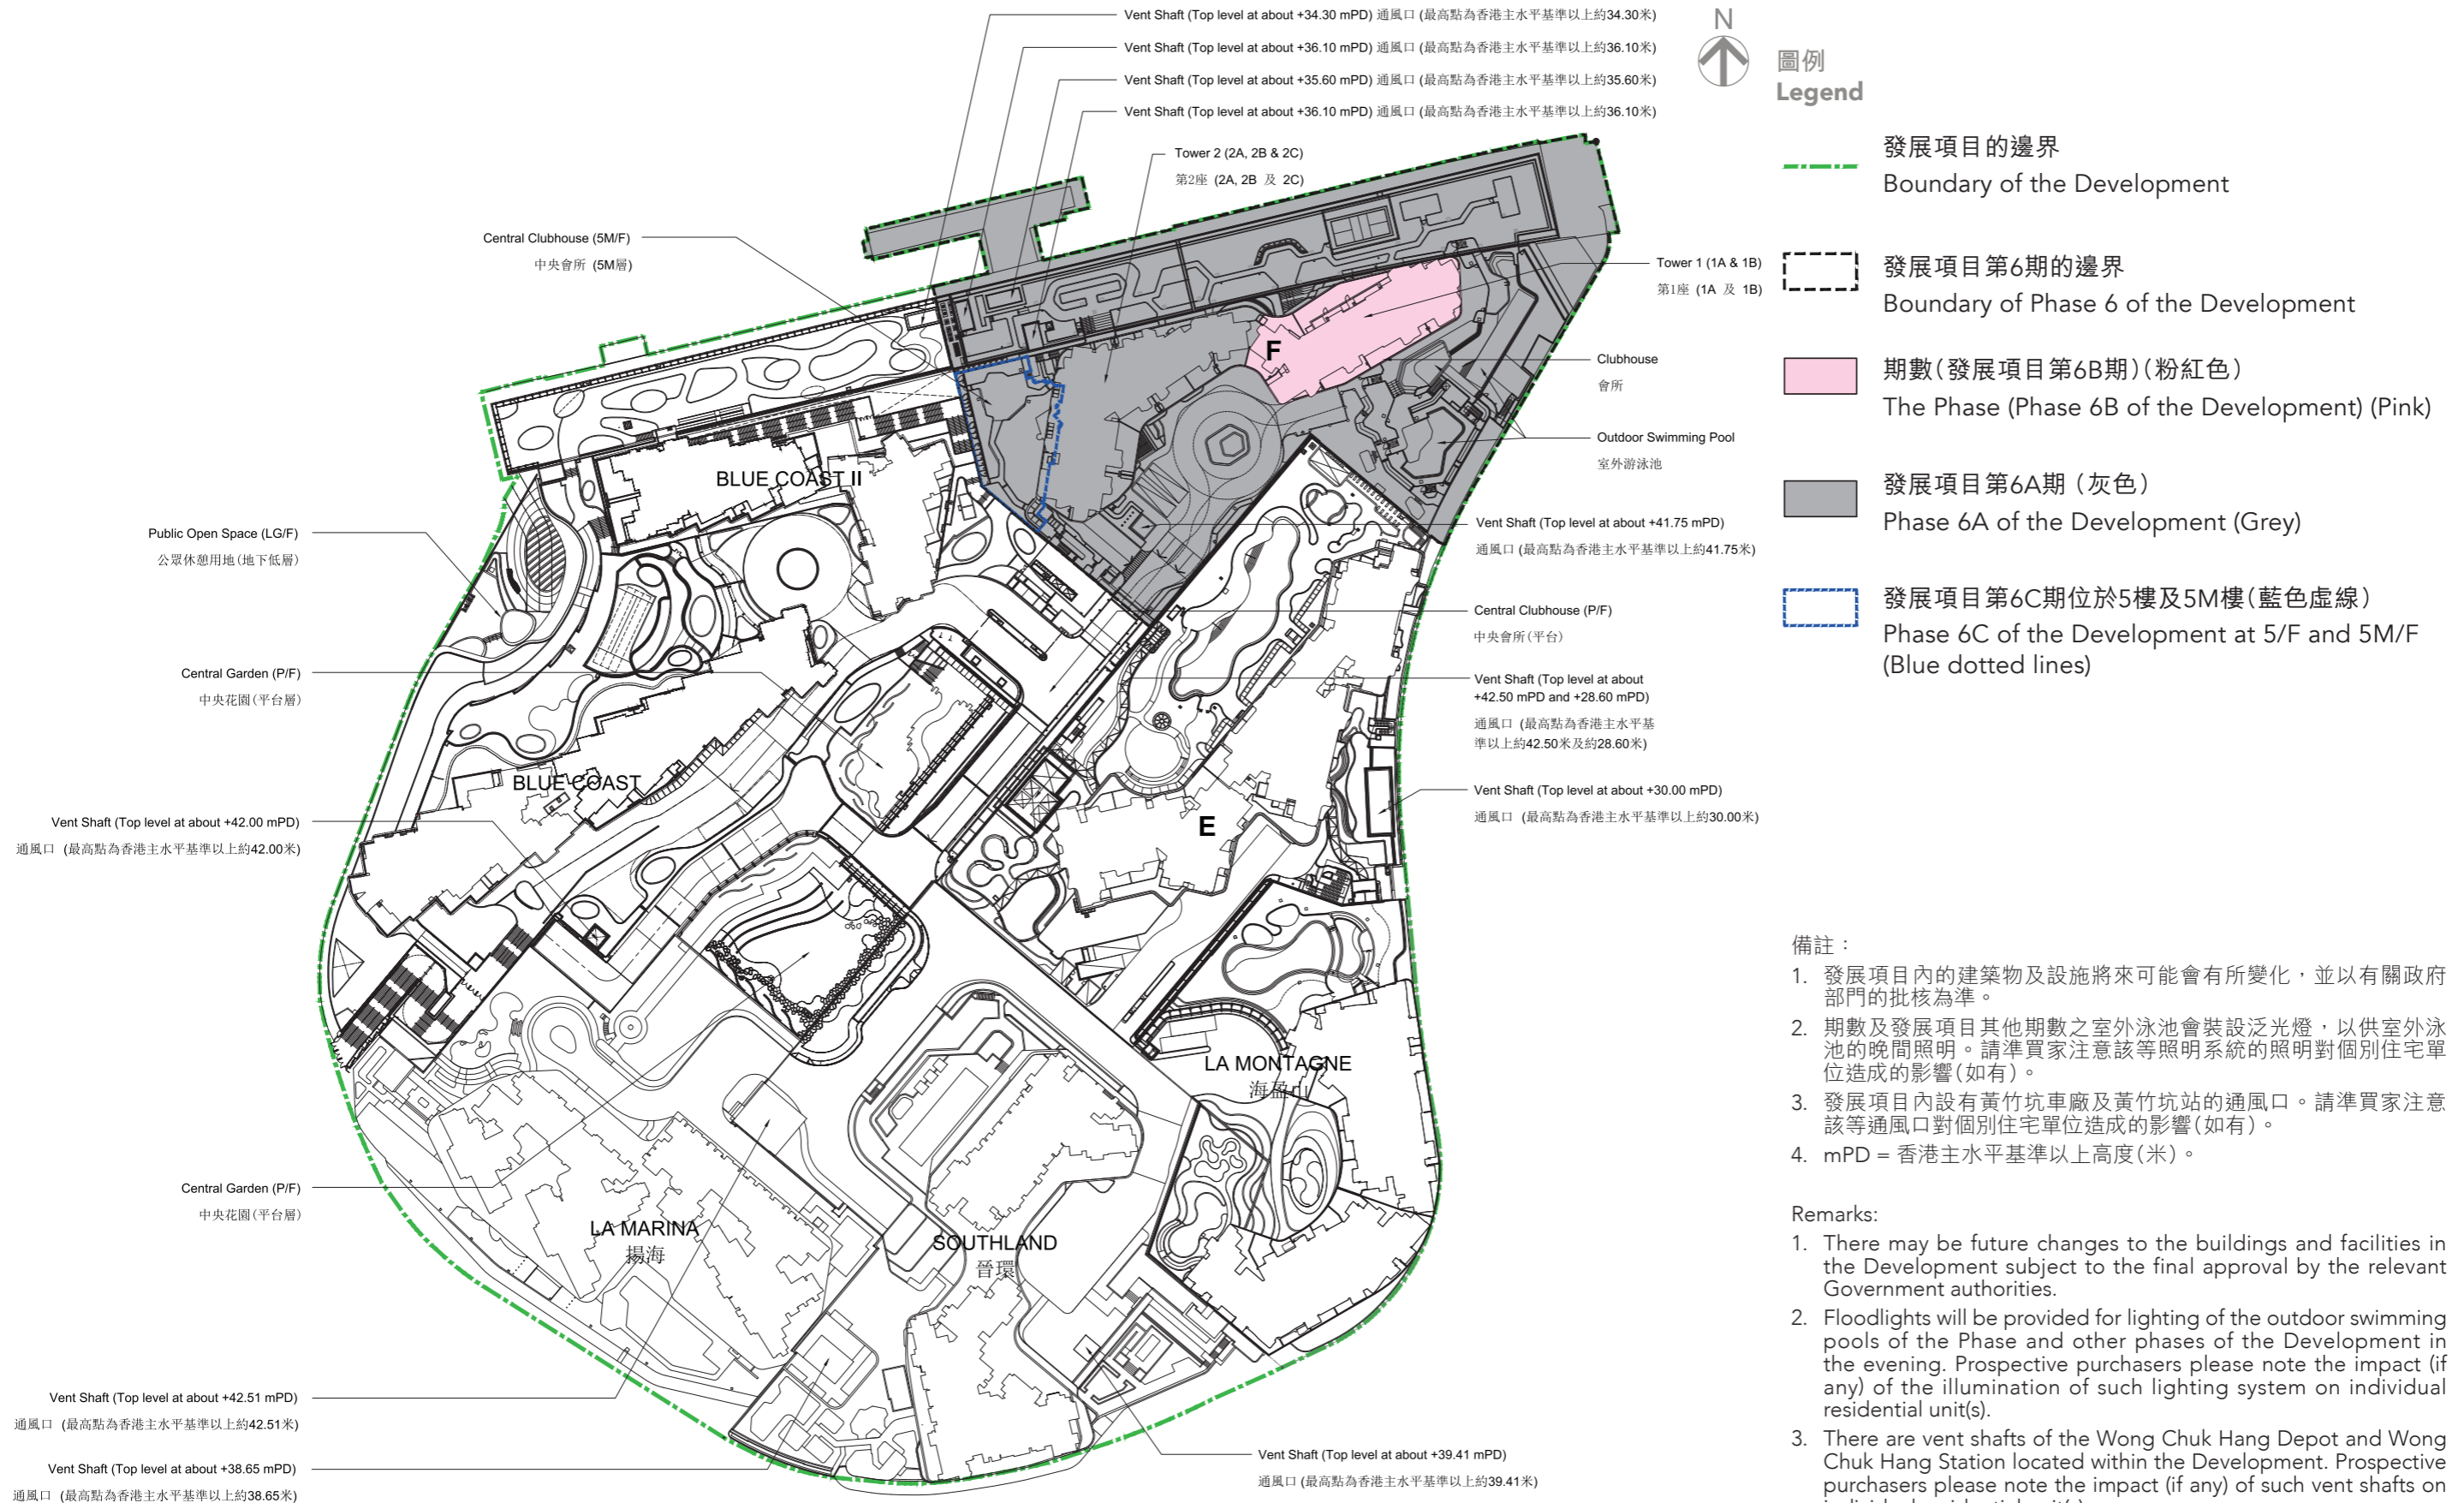 Vent Shaft (Top level at about +34.30 mPD) 通風口 (最高點為香港主水平基準以上約34.30米)
Vent Shaft (Top level at about +36.10 mPD) 通風口 (最高點為香港主水平基準以上約36.10米)
Vent Shaft (Top level at about +35.60 mPD) 通風口 (最高點為香港主水平基準以上約35.60米)
Vent Shaft (Top level at about +36.10 mPD) 通風口 (最高點為香港主水平基準以上約36.10米)
Tower 2 (2A, 2B & 2C)
第2座 (2A, 2B 及 2C)
Central Clubhouse (5M/F)
中央會所 (5M層)
Tower 1 (1A & 1B)
第1座 (1A 及 1B)
F
Clubhouse
會所
Outdoor Swimming Pool
室外游泳池
BLUE COAST II
Public Open Space (LG/F)
公眾休憩用地(地下低層)
Vent Shaft (Top level at about +41.75 mPD)
通風口 (最高點為香港主水平基準以上約41.75米)
Central Clubhouse (P/F)
中央會所(平台)
Central Garden (P/F)
中央花園(平台層)
Vent Shaft (Top level at about
+42.50 mPD and +28.60 mPD)
通風口 (最高點為香港主水平基
準以上約42.50米及約28.60米)
BLUE COAST
Vent Shaft (Top level at about +30.00 mPD)
通風口 (最高點為香港主水平基準以上約30.00米)
Vent Shaft (Top level at about +42.00 mPD)
通風口 (最高點為香港主水平基準以上約42.00米)
E
LA MONTAGNE
海盈山
Central Garden (P/F)
中央花園(平台層)
LA MARINA
揚海
SOUTHLAND
晉環
Vent Shaft (Top level at about +42.51 mPD)
通風口 (最高點為香港主水平基準以上約42.51米)
Vent Shaft (Top level at about +38.65 mPD)
通風口 (最高點為香港主水平基準以上約38.65米)
Vent Shaft (Top level at about +39.41 mPD)
通風口 (最高點為香港主水平基準以上約39.41米)
N
圖例
Legend
發展項目的邊界
Boundary of the Development
發展項目第6期的邊界
Boundary of Phase 6 of the Development
期數(發展項目第6B期)(粉紅色)
The Phase (Phase 6B of the Development) (Pink)
發展項目第6A期 (灰色)
Phase 6A of the Development (Grey)
發展項目第6C期位於5樓及5M樓(藍色虛線)
Phase 6C of the Development at 5/F and 5M/F
(Blue dotted lines)
備註：
1. 發展項目內的建築物及設施將來可能會有所變化，並以有關政府
部門的批核為準。
2. 期數及發展項目其他期數之室外泳池會裝設泛光燈，以供室外泳
池的晚間照明。請準買家注意該等照明系統的照明對個別住宅單
位造成的影響(如有)。
3. 發展項目內設有黃竹坑車廠及黃竹坑站的通風口。請準買家注意
該等通風口對個別住宅單位造成的影響(如有)。
4. mPD = 香港主水平基準以上高度(米)。
Remarks:
1. There may be future changes to the buildings and facilities in
the Development subject to the final approval by the relevant
Government authorities.
2. Floodlights will be provided for lighting of the outdoor swimming
pools of the Phase and other phases of the Development in
the evening. Prospective purchasers please note the impact (if
any) of the illumination of such lighting system on individual
residential unit(s).
3. There are vent shafts of the Wong Chuk Hang Depot and Wong
Chuk Hang Station located within the Development. Prospective
purchasers please note the impact (if any) of such vent shafts on